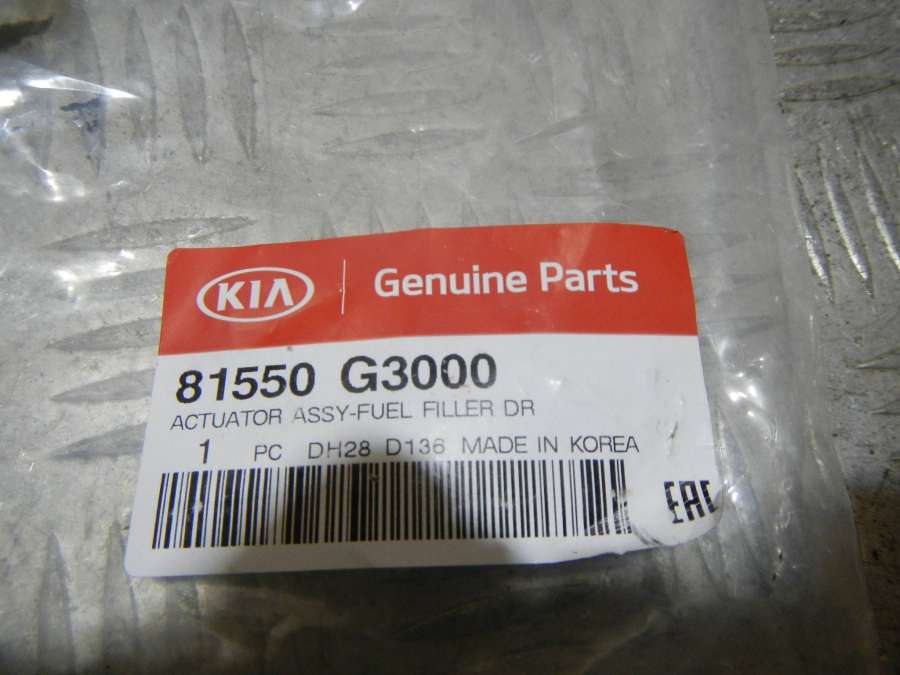 KIA Genuine Parts
81550 G3000
ACTUATOR ASSY-FUEL FILLER DR
1 PC DH28 D136 MADE IN KOREA
EAC